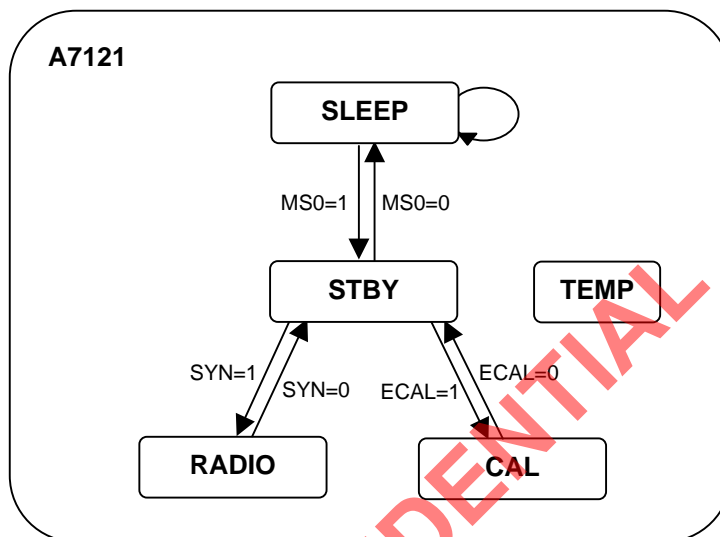 A7121
SLEEP
MS0=1
MS0=0
STBY
TEMP
SYN=1
SYN=0
ECAL=1
ECAL=0
RADIO
CAL
DENTIAL